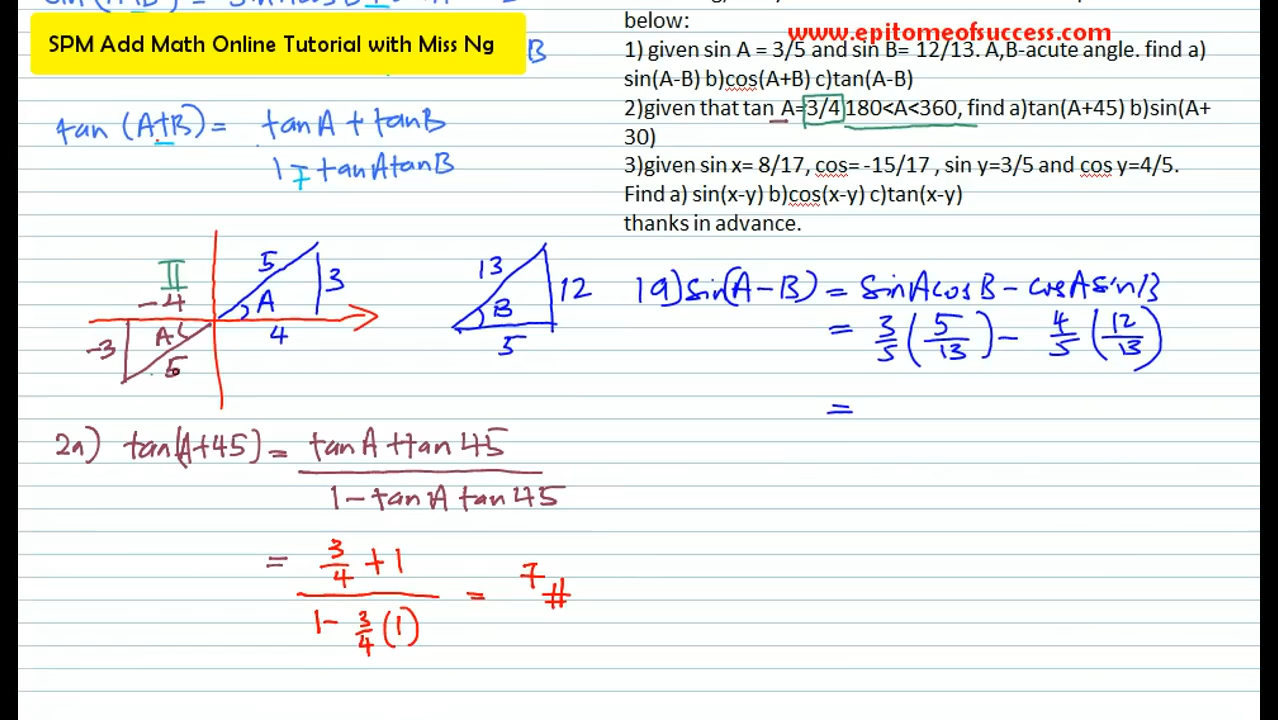 SPM Add Math Online Tutorial with Miss Ng
B
www.epitomeofsuccess.com
below:
1) given sin A = 3/5 and sin B= 12/13. A,B-acute angle. find a)
sin(A-B) b)cos(A+B) c)tan(A-B)
2)given that tan A=3/4 180<A<360, find a)tan(A+45) b)sin(A+
30)
3)given sin x= 8/17, cos= -15/17 , sin y=3/5 and cos y=4/5.
Find a) sin(x-y) b)cos(x-y) c)tan(x-y)
thanks in advance.
tan (A±B) = tanA ± tanB
1 ∓ tanAtanB
II
-4
5
3
A
4
-3
A
5
13
12
B
5
1a) sin(A-B) = sinAcosB - cosAsinB
= 3/5 (5/13) - 4/5 (12/13)
=
2a) tan(A+45) = tanA + tan45
1 - tanA tan45
= 3/4 + 1
1 - 3/4 (1)
= 7 #